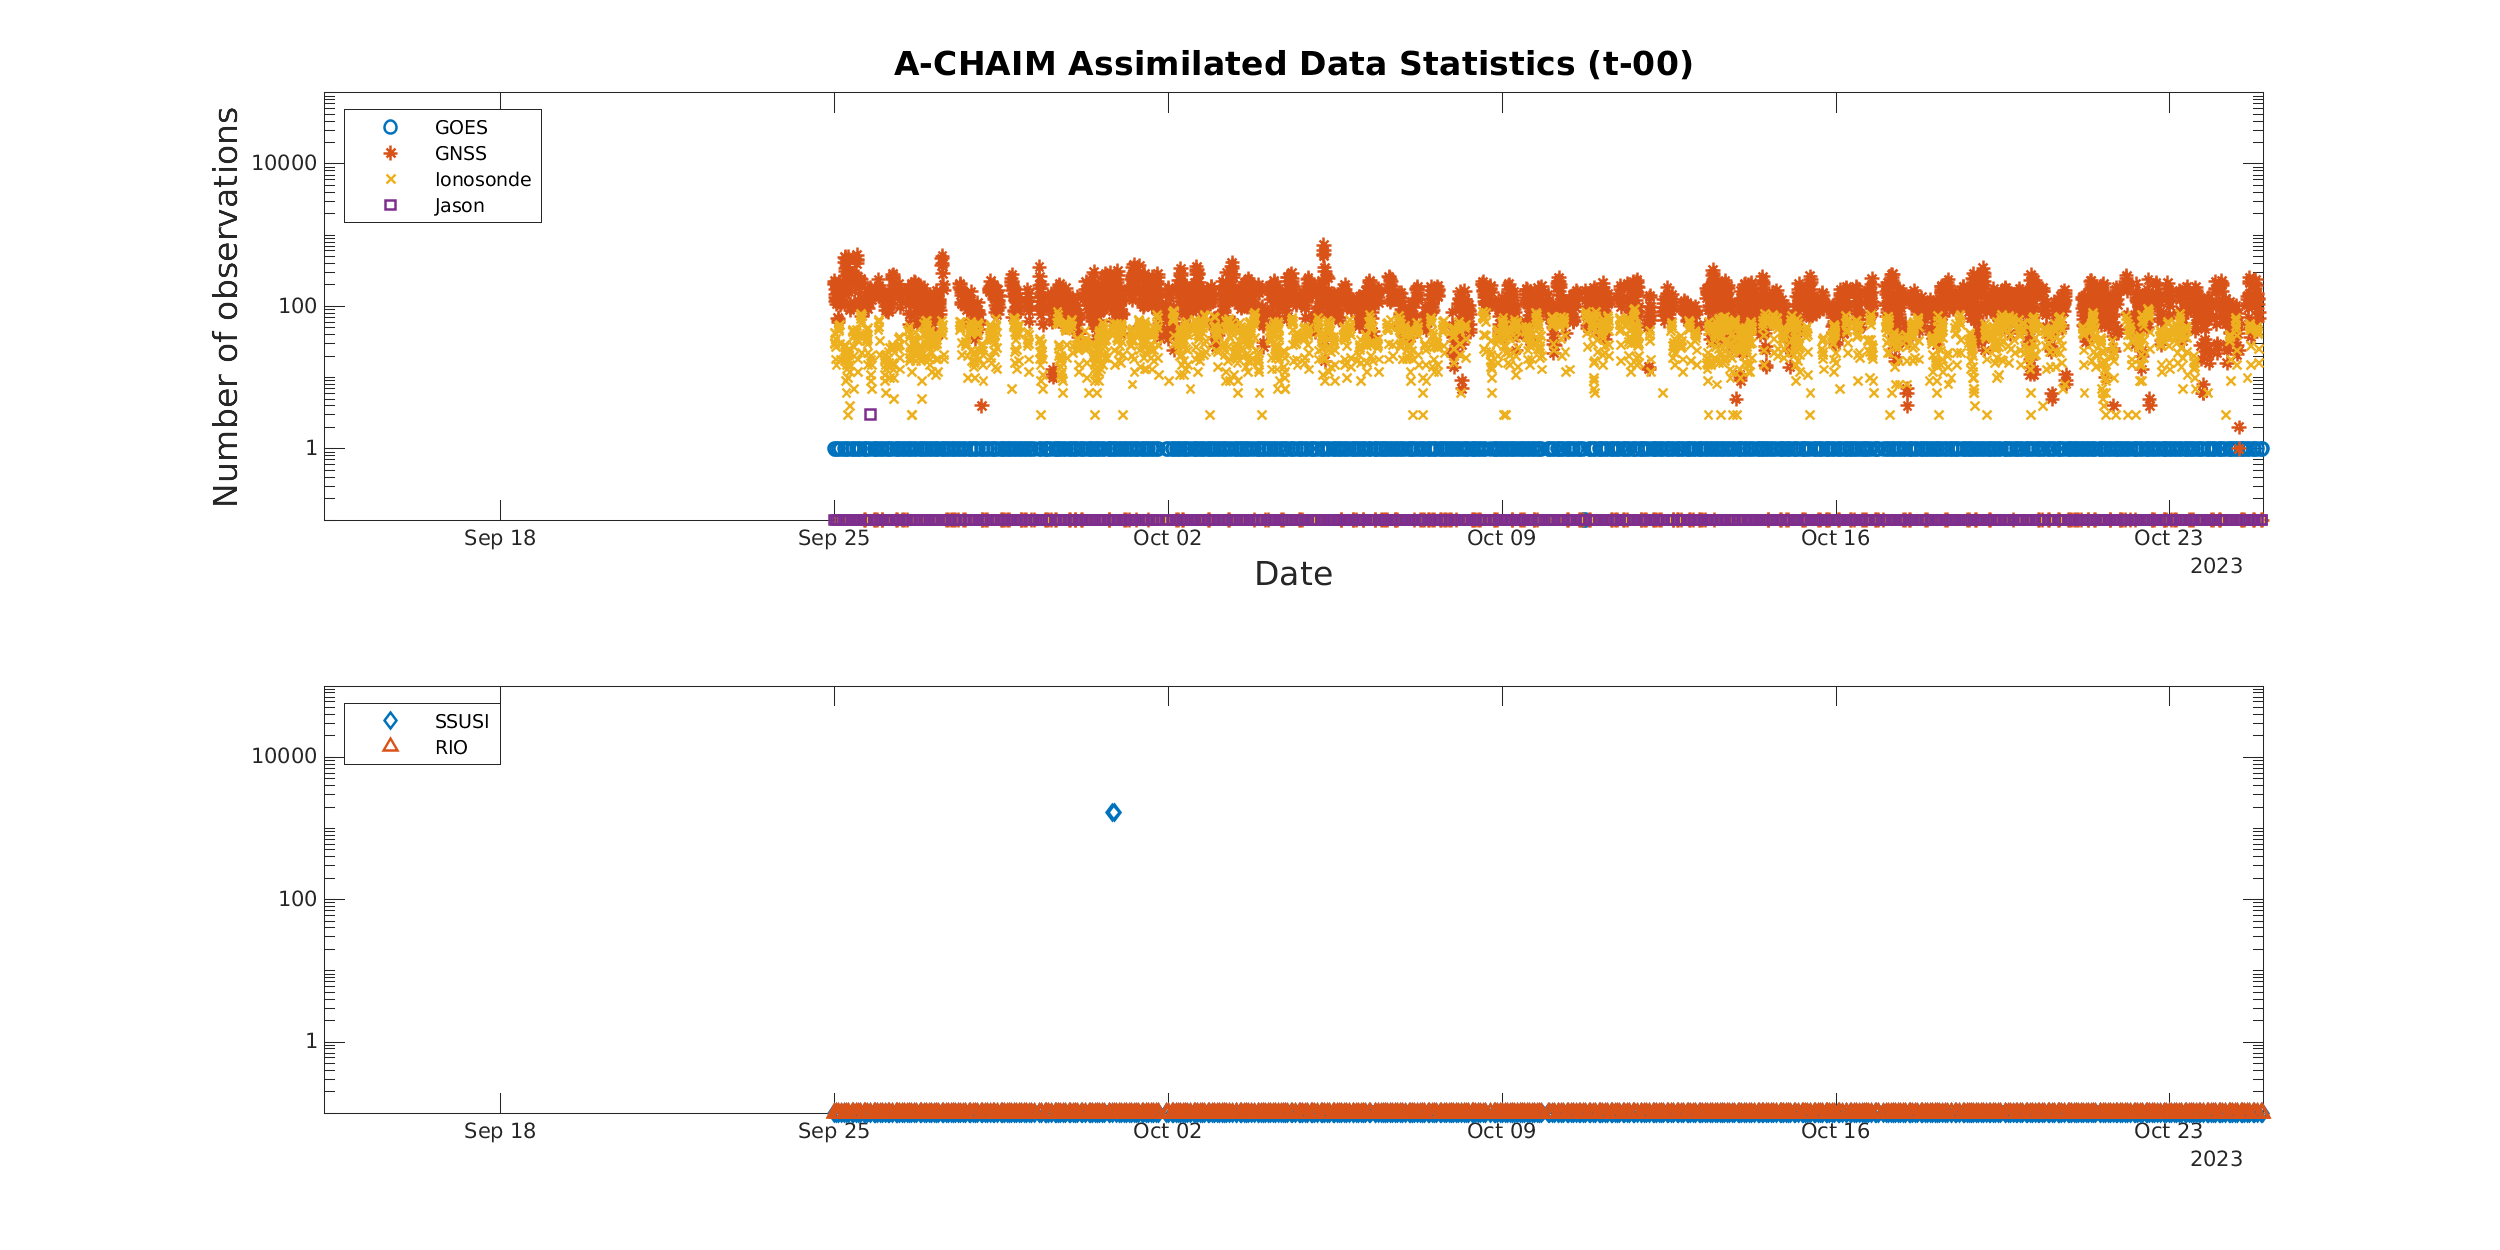 A-CHAIM Assimilated Data Statistics (t-00)
Number of observations
GOES
GNSS
Ionosonde
Jason
10000
100
1
Sep 18 Sep 25 Oct 02 Oct 09 Oct 16 Oct 23
2023
Date
SSUSI
RIO
10000
100
1
Sep 18 Sep 25 Oct 02 Oct 09 Oct 16 Oct 23
2023